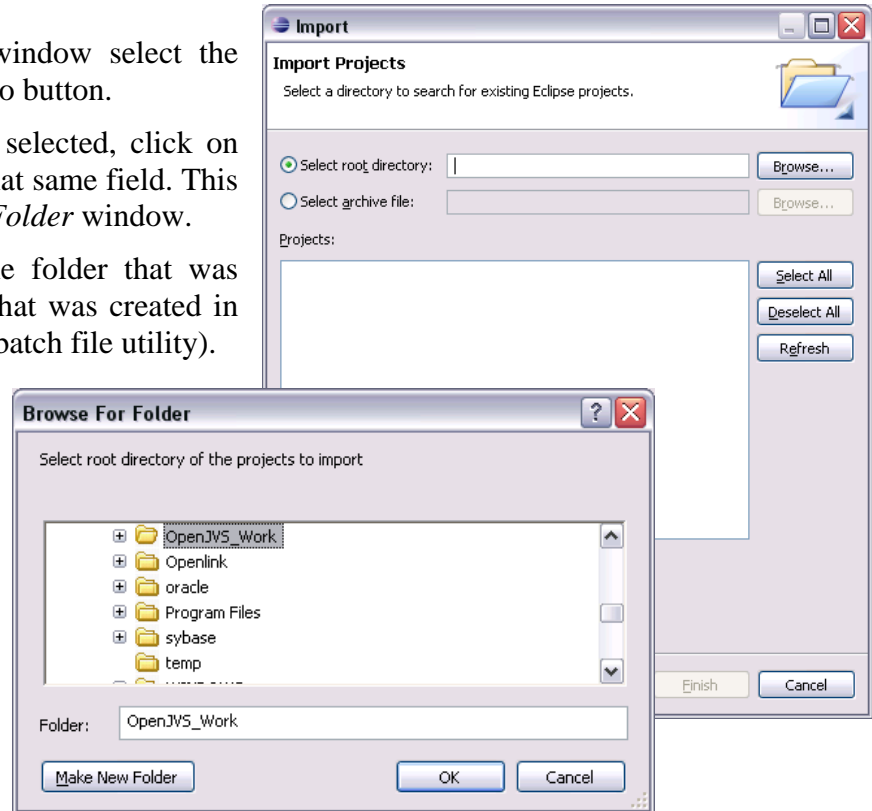 window select the
o button.
selected, click on
at same field. This
Folder window.
e folder that was
hat was created in
batch file utility).
Import
Import Projects
Select a directory to search for existing Eclipse projects.
Select root directory:
Browse...
Select archive file:
Browse...
Projects:
Select All
Deselect All
Refresh
Finish
Cancel
Browse For Folder
Select root directory of the projects to import
OpenJVS_Work
Openlink
oracle
Program Files
sybase
temp
Folder:
OpenJVS_Work
Make New Folder
OK
Cancel